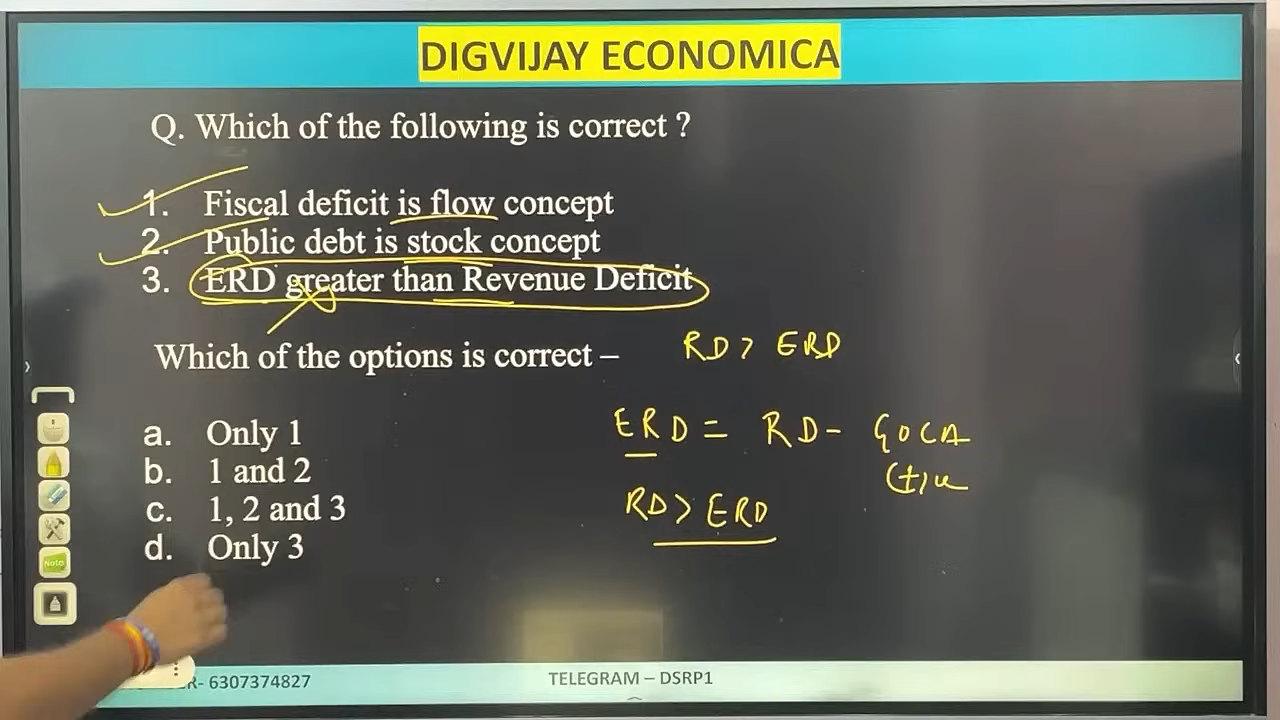 DIGVIJAY ECONOMICA
Q. Which of the following is correct ?
1. Fiscal deficit is flow concept
2. Public debt is stock concept
3. ERD greater than Revenue Deficit
Which of the options is correct –
RD > ERD
a. Only 1
b. 1 and 2
c. 1, 2 and 3
d. Only 3
ERD = RD - GOCA
(+)ve
RD > ERD
Note
R- 6307374827
TELEGRAM – DSRP1